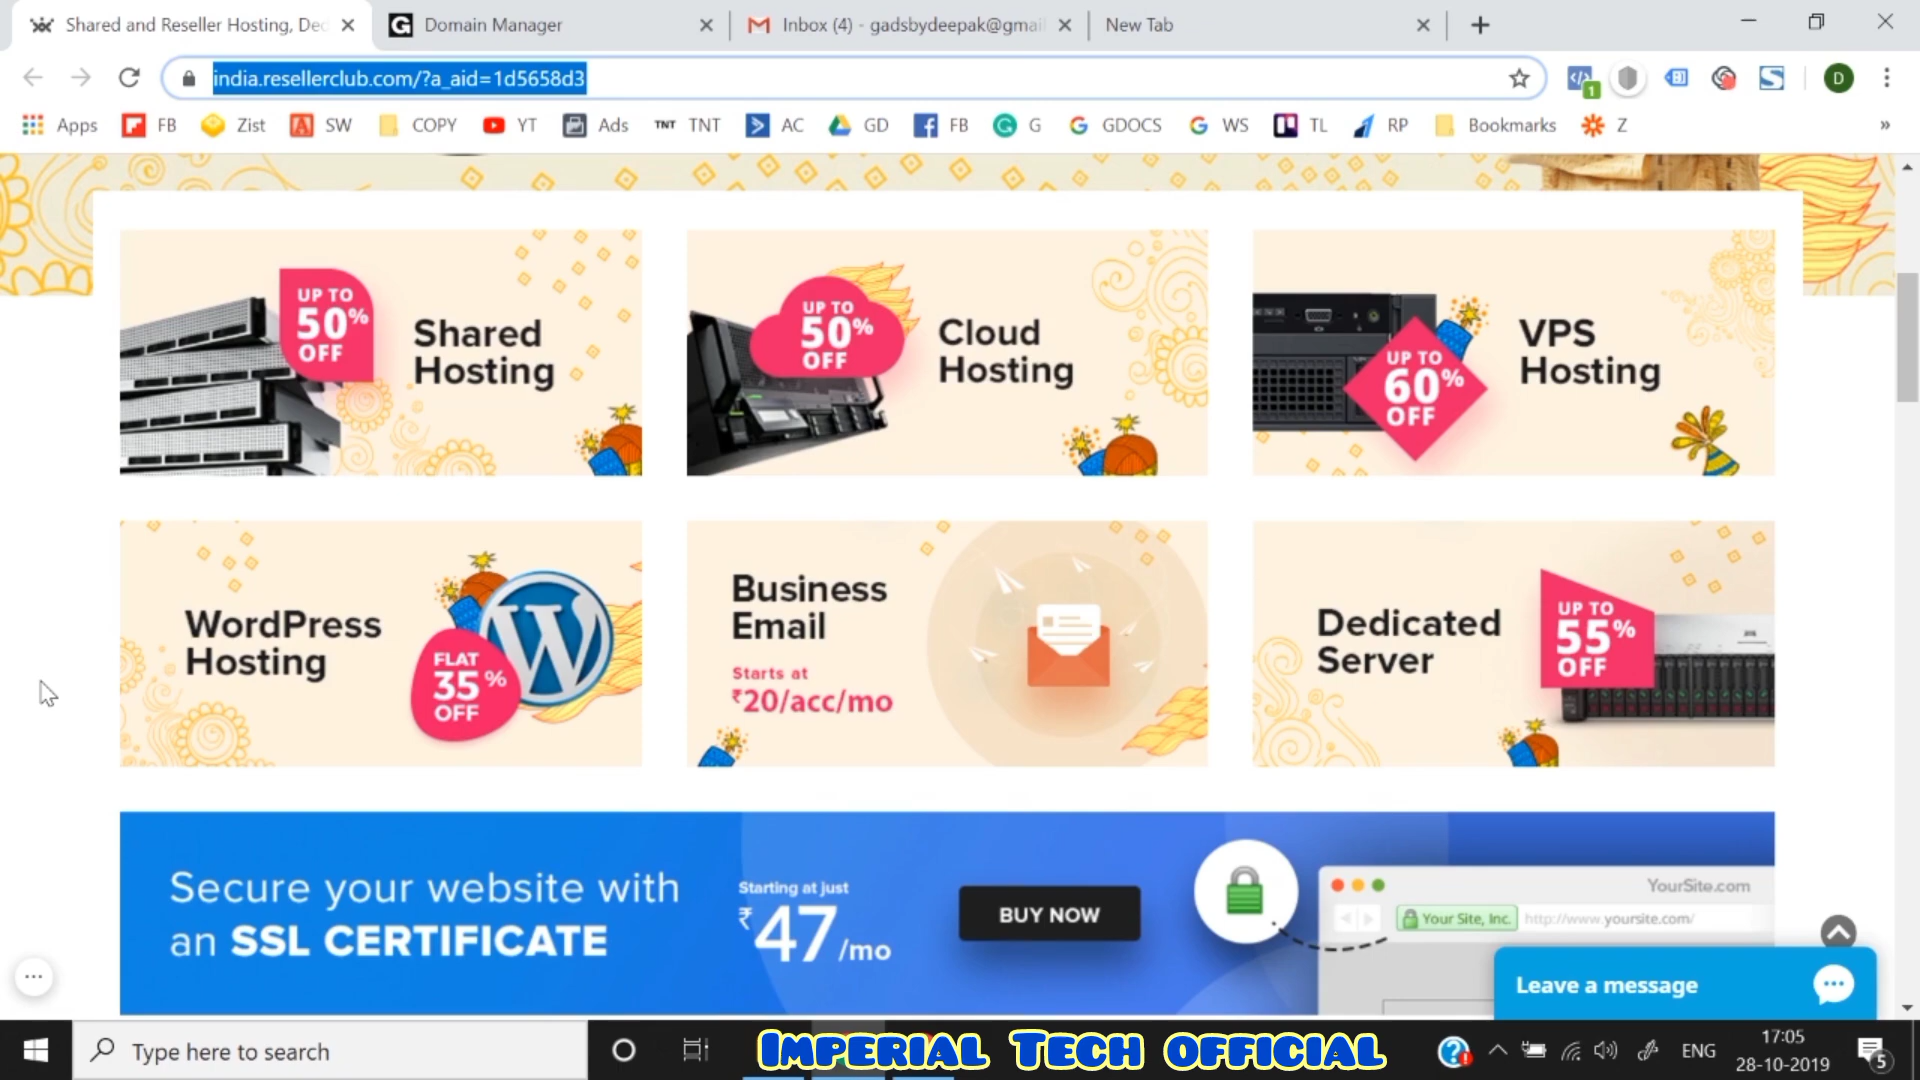 Shared and Reseller Hosting, Ded
Domain Manager
Inbox (4) - gadsbydeepak@gmai
New Tab
india.resellerclub.com/?a_aid=1d5658d3
1
D
Apps
FB
Zist
SW
COPY
YT
Ads
TNT TNT
AC
GD
FB
G
GDOCS
WS
TL
RP
Bookmarks
Z
»
UP TO
50%
OFF
Shared
Hosting
UP TO
50%
OFF
Cloud
Hosting
UP TO
60%
OFF
VPS
Hosting
WordPress
Hosting
FLAT
35%
OFF
Business
Email
Starts at
₹20/acc/mo
Dedicated
Server
UP TO
55%
OFF
Secure your website with
an SSL CERTIFICATE
Starting at just
₹47/mo
BUY NOW
YourSite.com
Your Site, Inc.
http://www.yoursite.com/
Leave a message
Type here to search
Imperial Tech official
ENG
17:05
28-10-2019
5